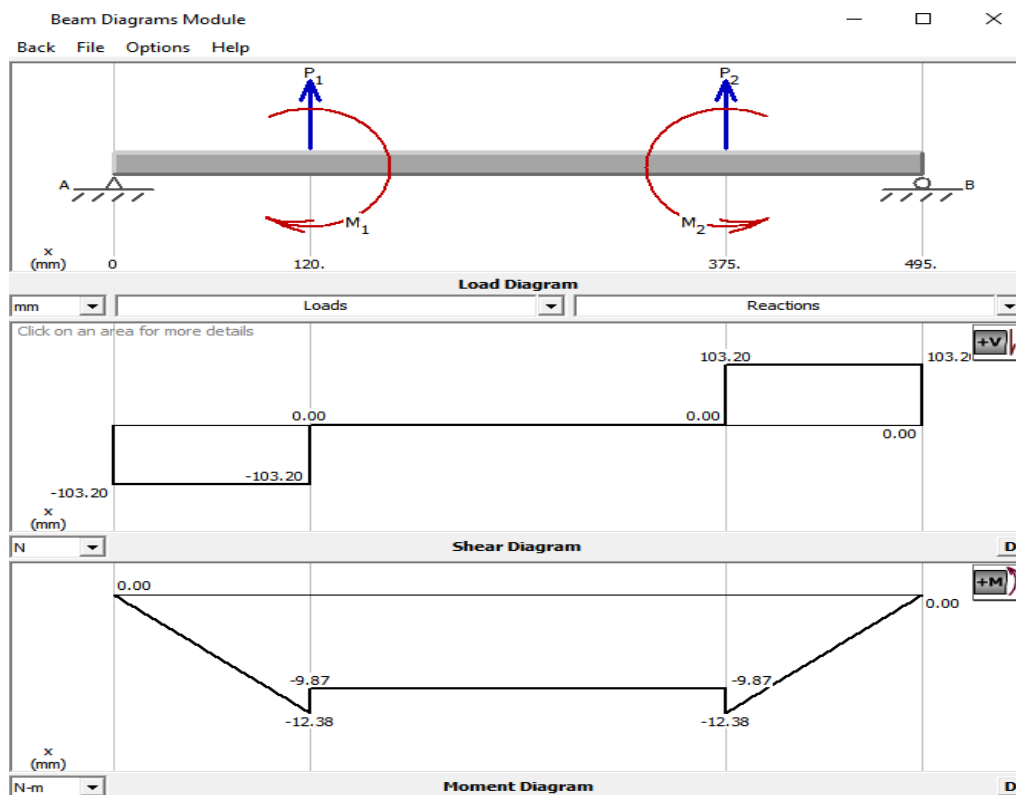 Beam Diagrams Module
Back File Options Help
P1 P2
A B
M1 M2
x
(mm) 0 120. 375. 495.
Load Diagram
mm Loads Reactions
Click on an area for more details
+V
103.20 103.2
0.00 0.00 0.00
-103.20
-103.20
x
(mm)
N Shear Diagram D
+M
0.00 0.00
-9.87 -9.87
-12.38 -12.38
x
(mm)
N-m Moment Diagram D